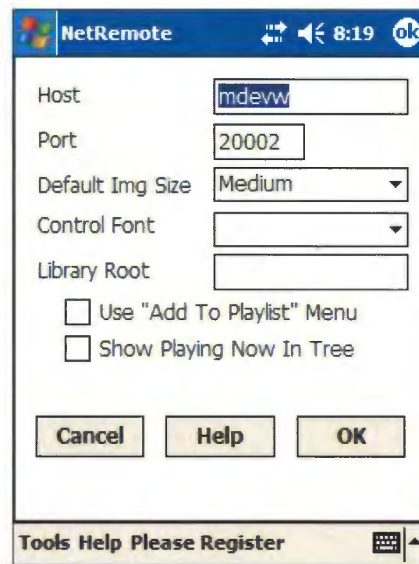 NetRemote 8:19 ok
Host mdevw
Port 20002
Default Img Size Medium
Control Font
Library Root
Use "Add To Playlist" Menu
Show Playing Now In Tree
Cancel Help OK
Tools Help Please Register